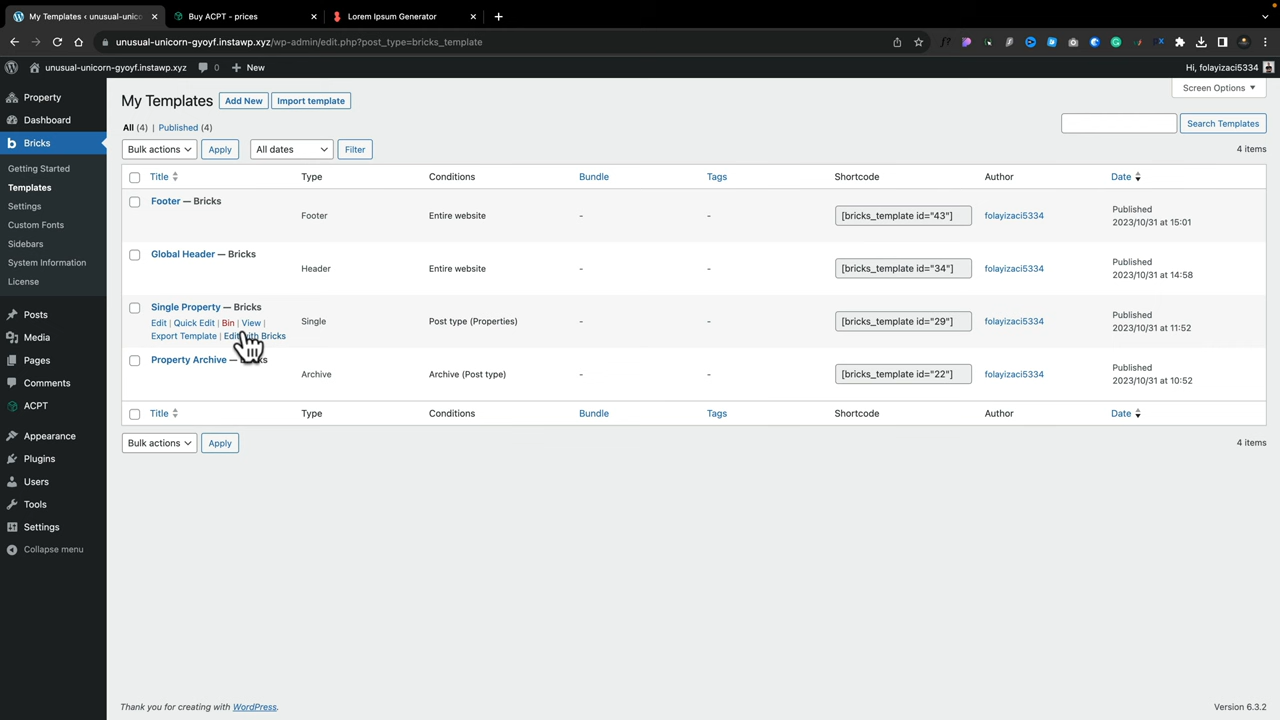 My Templates ‹ unusual-unico
Buy ACPT - prices
Lorem Ipsum Generator
unusual-unicorn-gyoyf.instawp.xyz/wp-admin/edit.php?post_type=bricks_template
unusual-unicorn-gyoyf.instawp.xyz
0
New
Hi, folayizaci5334
Property
Dashboard
Bricks
Getting Started
Templates
Settings
Custom Fonts
Sidebars
System Information
License
Posts
Media
Pages
Comments
ACPT
Appearance
Plugins
Users
Tools
Settings
Collapse menu
Screen Options
My Templates Add New Import template
All (4) | Published (4)
Search Templates
Bulk actions Apply All dates Filter 4 items
Title Type Conditions Bundle Tags Shortcode Author Date
Footer — Bricks
Footer Entire website - - [bricks_template id="43"] folayizaci5334 Published
2023/10/31 at 15:01
Global Header — Bricks
Header Entire website - - [bricks_template id="34"] folayizaci5334 Published
2023/10/31 at 14:58
Single Property — Bricks
Edit | Quick Edit | Bin | View |
Export Template | Edit with Bricks
Single Post type (Properties) - - [bricks_template id="29"] folayizaci5334 Published
2023/10/31 at 11:52
Property Archive — Bricks
Archive Archive (Post type) - - [bricks_template id="22"] folayizaci5334 Published
2023/10/31 at 10:52
Title Type Conditions Bundle Tags Shortcode Author Date
Bulk actions Apply 4 items
Thank you for creating with WordPress.
Version 6.3.2